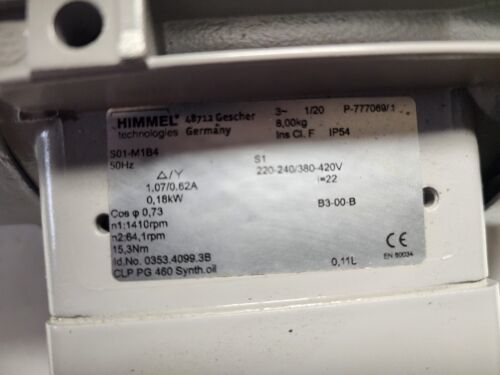 HIMMEL® 48712 Gescher 3~ 1/20 P-777069/1
technologies Germany 8,00kg
Ins Cl. F IP54
S01-M1B4 S1
50Hz 220-240/380-420V
△/Y i=22
1,07/0,62A
0,18kW B3-00-B
Cos φ 0,73
n1:1410rpm
n2:64,1rpm
15,3Nm CE
Id.No. 0353.4099.3B EN 60034
CLP PG 460 Synth.oil 0,11L